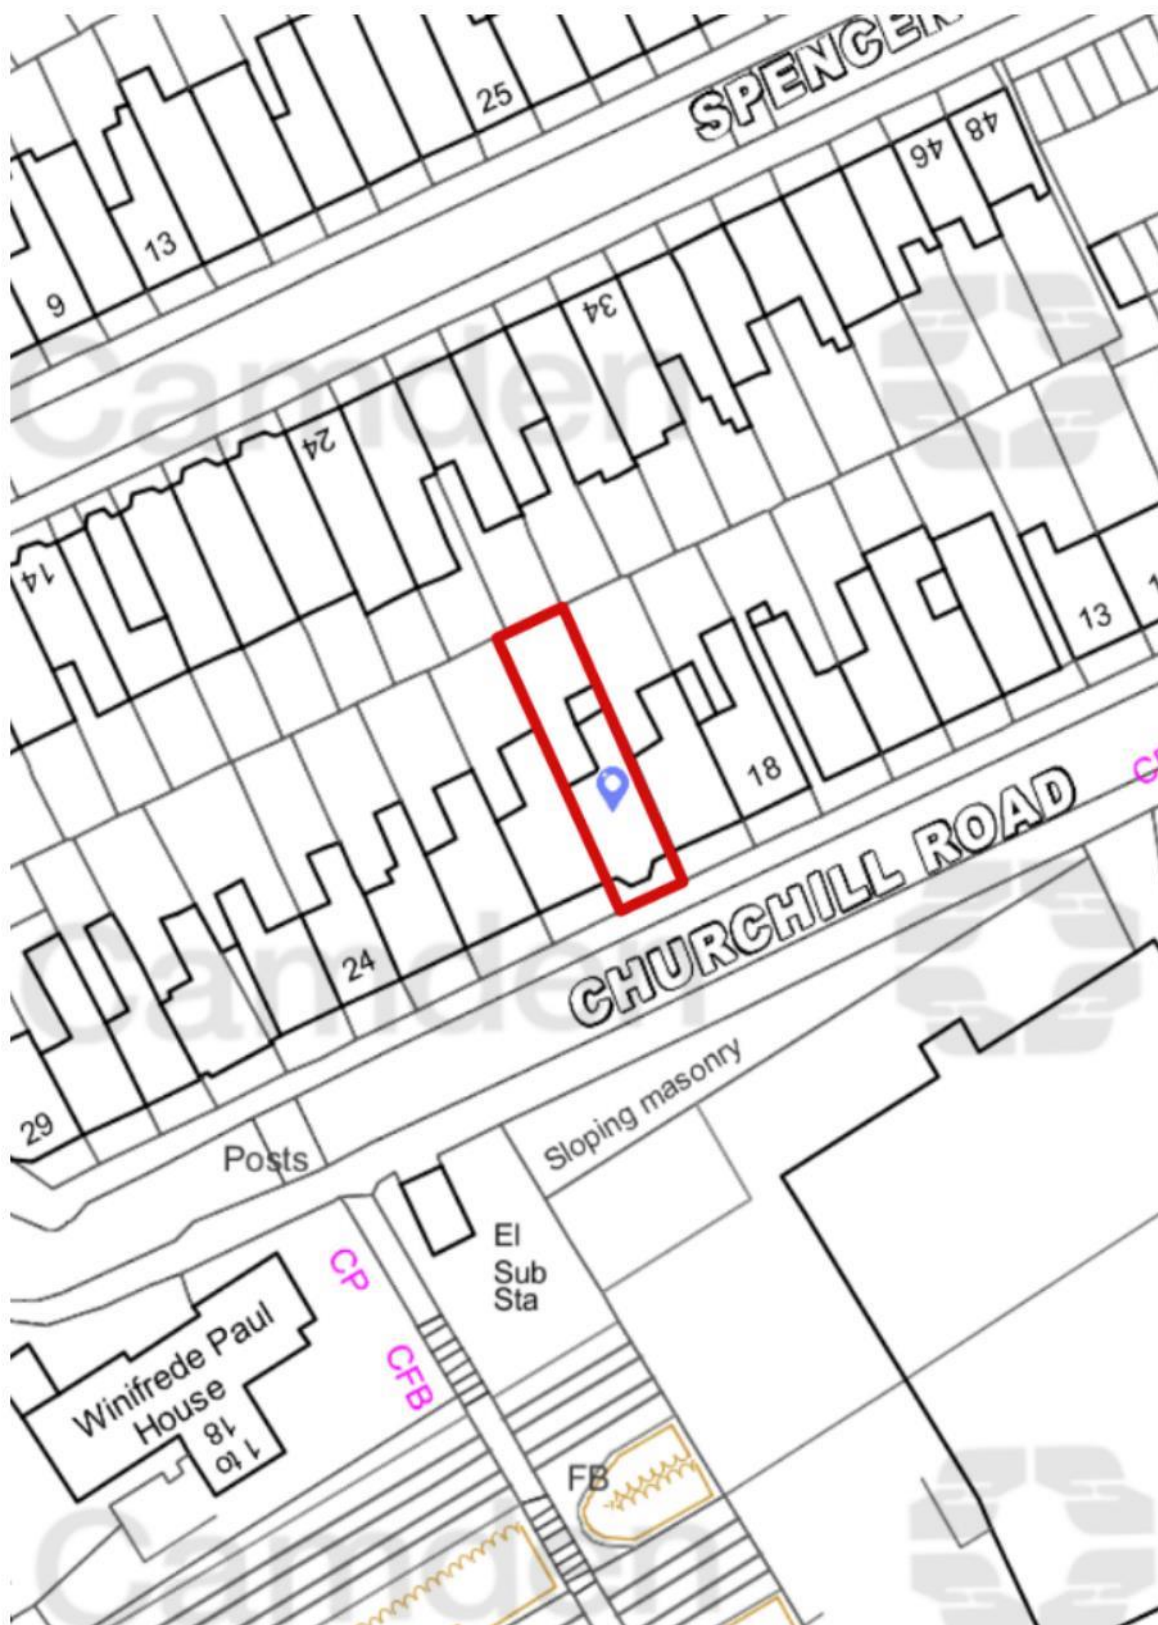 25
SPENCER
48
46
13
9
34
24
14
13
18
CHURCHILL ROAD
24
29
Sloping masonry
Posts
El
Sub
Sta
CP
CFB
Winifrede Paul
House
1 to
18
FB
Camden
Camden
Camden